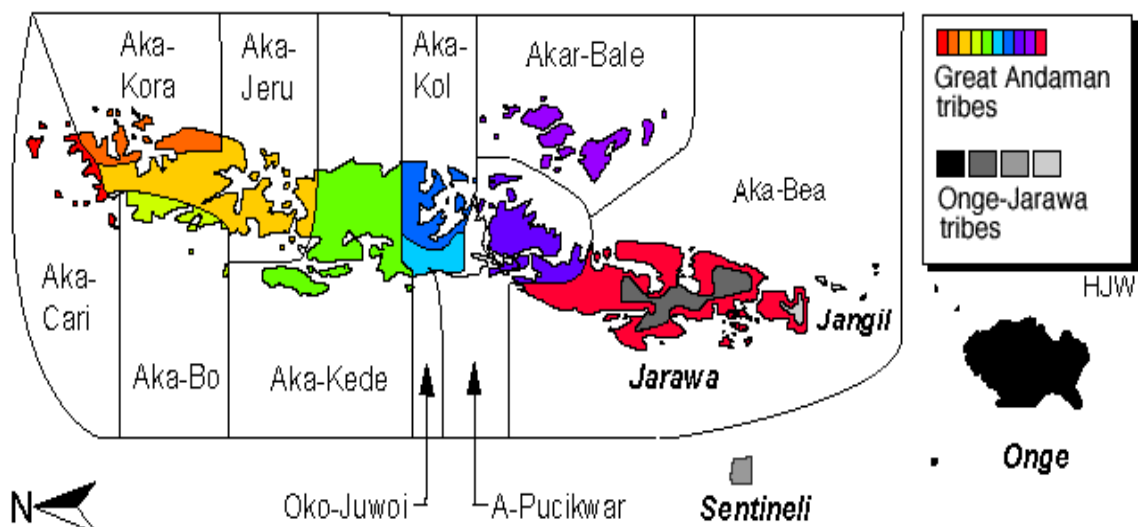 Aka-
Kora
Aka-
Jeru
Aka-
Kol
Akar-Bale
Great Andaman
tribes
Onge-Jarawa
tribes
Aka-Bea
HJW
Aka-
Cari
Jangil
Aka-Bo
Aka-Kede
Jarawa
Onge
N
Oko-Juwoi
A-Pucikwar
Sentineli